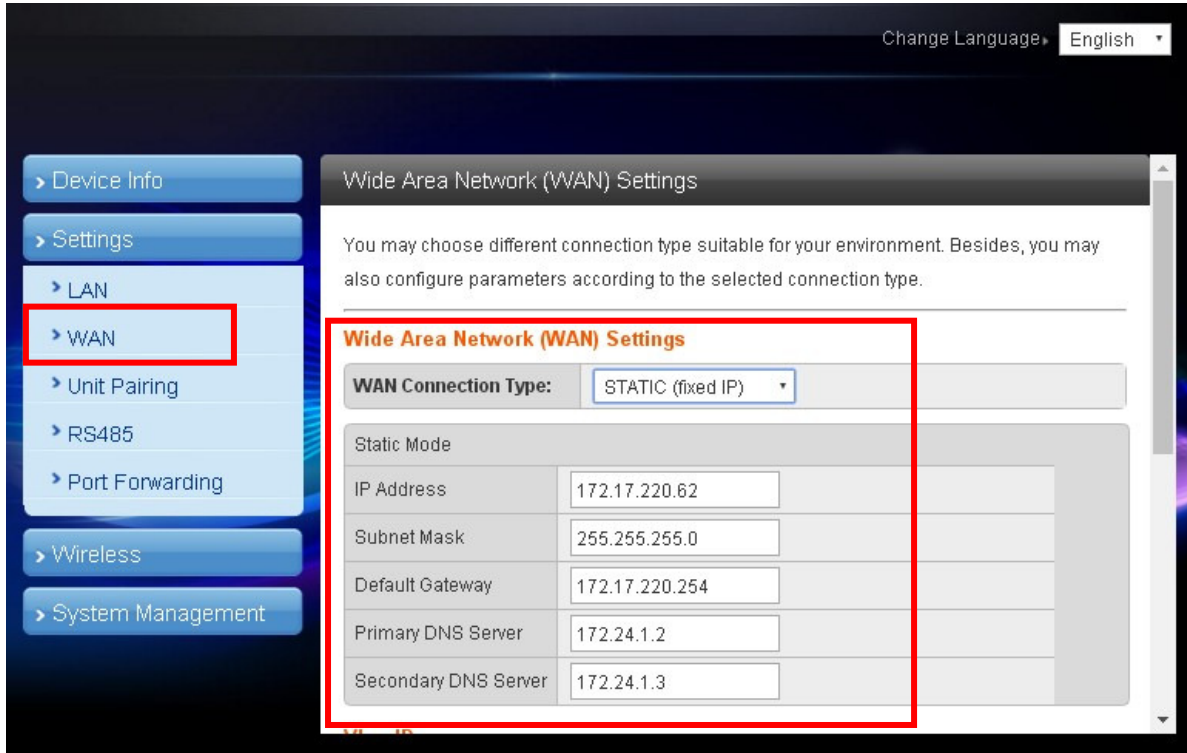 Change Language
English
Device Info
Settings
LAN
WAN
Unit Pairing
RS485
Port Forwarding
Wireless
System Management
Wide Area Network (WAN) Settings
You may choose different connection type suitable for your environment. Besides, you may
also configure parameters according to the selected connection type.
Wide Area Network (WAN) Settings
WAN Connection Type: STATIC (fixed IP)
Static Mode
IP Address 172.17.220.62
Subnet Mask 255.255.255.0
Default Gateway 172.17.220.254
Primary DNS Server 172.24.1.2
Secondary DNS Server 172.24.1.3